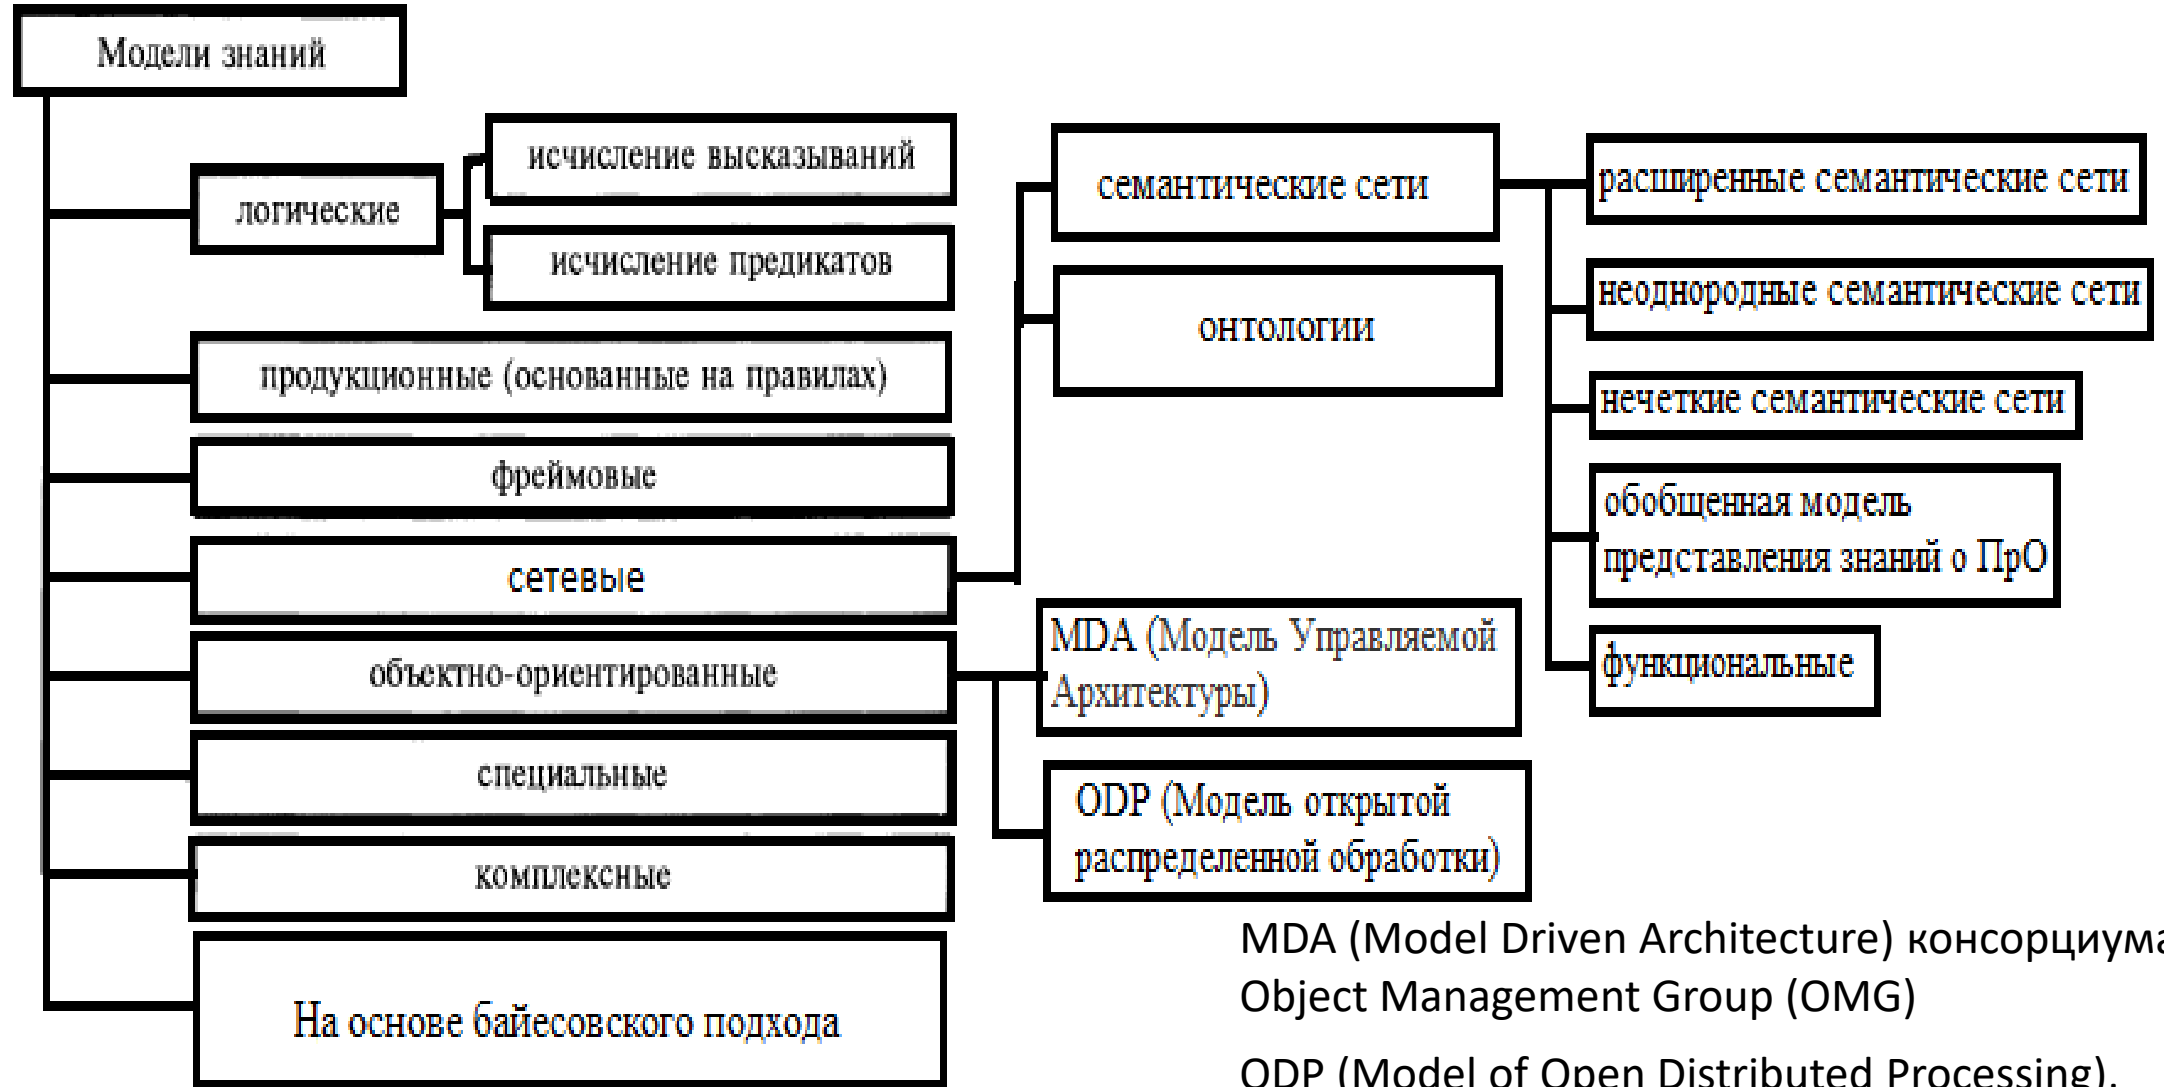 Модели знаний
логические
исчисление высказываний
исчисление предикатов
продукционные (основанные на правилах)
фреймовые
сетевые
объектно-ориентированные
специальные
комплексные
На основе байесовского подхода
семантические сети
онтологии
MDA (Модель Управляемой
Архитектуры)
ODP (Модель открытой
распределенной обработки)
расширенные семантические сети
неоднородные семантические сети
нечеткие семантические сети
обобщенная модель
представления знаний о ПрО
функциональные
MDA (Model Driven Architecture) консорциума
Object Management Group (OMG)
ODP (Model of Open Distributed Processing).